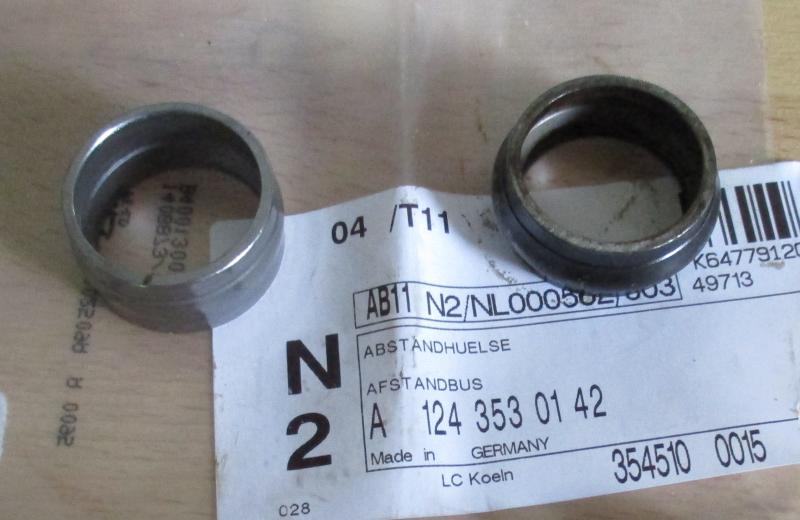 04 /T11
K64779120
49713
AB11 N2/NL000502/003
N
2
ABSTANDHUELSE
AFSTANDBUS
A 124 353 01 42
Made in GERMANY
LC Koeln
354510 0015
028